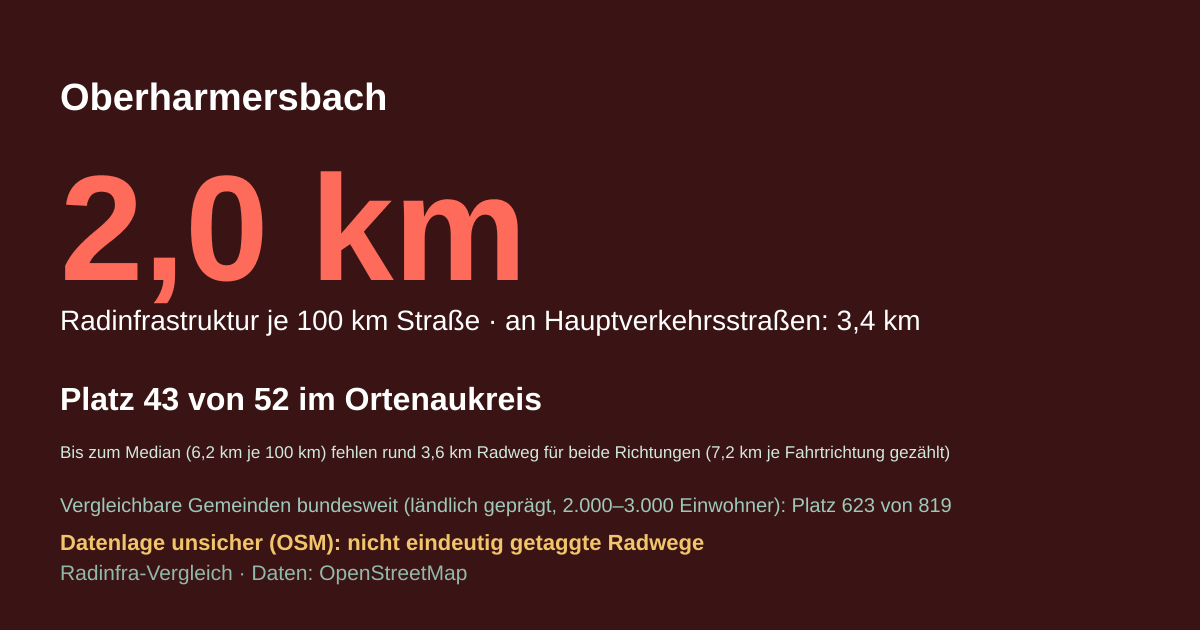 Oberharmersbach
2,0 km
Radinfrastruktur je 100 km Straße · an Hauptverkehrsstraßen: 3,4 km
Platz 43 von 52 im Ortenaukreis
Bis zum Median (6,2 km je 100 km) fehlen rund 3,6 km Radweg für beide Richtungen (7,2 km je Fahrtrichtung gezählt)
Vergleichbare Gemeinden bundesweit (ländlich geprägt, 2.000–3.000 Einwohner): Platz 623 von 819
Datenlage unsicher (OSM): nicht eindeutig getaggte Radwege
Radinfra-Vergleich · Daten: OpenStreetMap